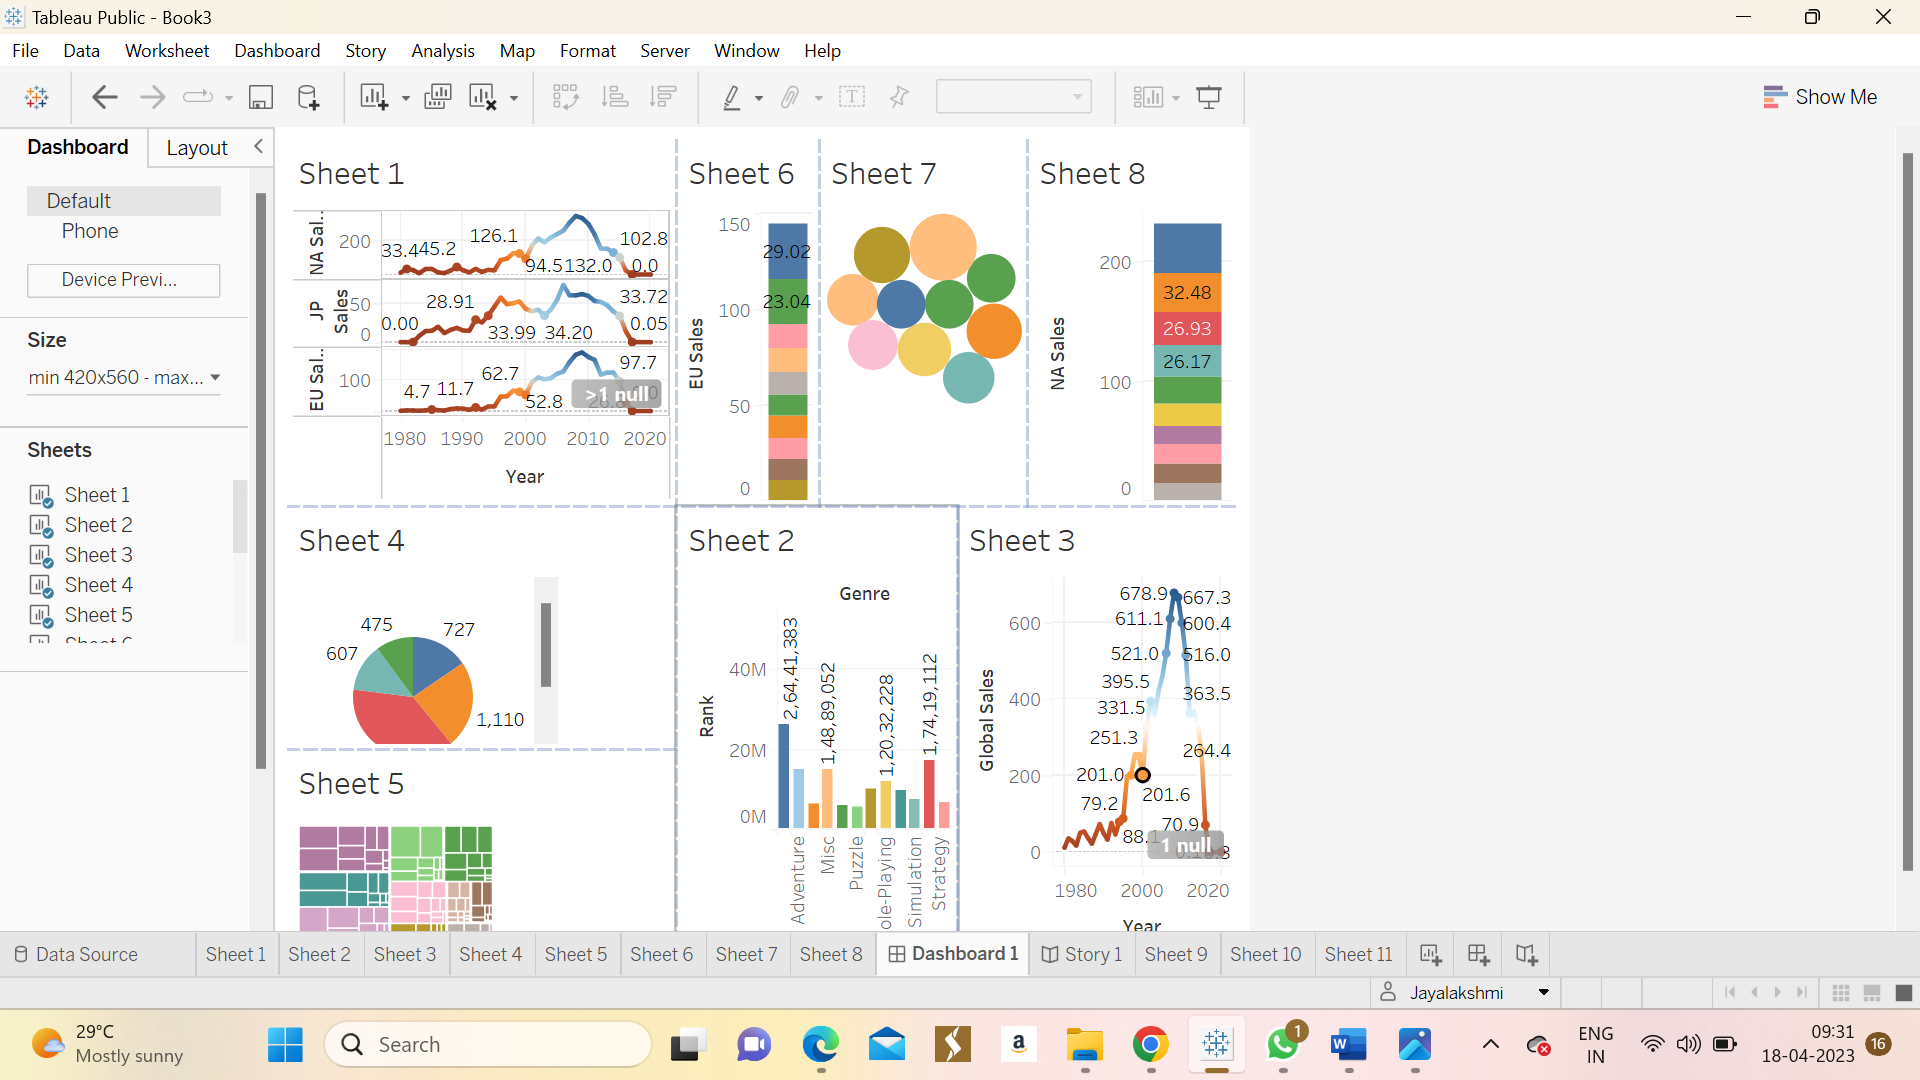 Tableau Public - Book3
File Data Worksheet Dashboard Story Analysis Map Format Server Window Help
Show Me
Dashboard Layout
Default
Phone
Device Previ...
Size
min 420x560 - max...
Sheets
Sheet 1
Sheet 2
Sheet 3
Sheet 4
Sheet 5
Sheet 1
NA Sal..
200
33.4 45.2 126.1 94.5 132.0 102.8 0.0
JP Sales
50
0
0.00 28.91 33.99 34.20 33.72 0.05
EU Sal..
100
4.7 11.7 62.7 52.8 97.7
>1 null
1980 1990 2000 2010 2020
Year
Sheet 6
EU Sales
150
100
50
0
29.02
23.04
Sheet 7
Sheet 8
NA Sales
200
100
0
32.48
26.93
26.17
Sheet 4
475 727
607
1,110
Sheet 5
Sheet 2
Genre
Rank
40M
20M
0M
2,64,41,383
1,48,89,052
1,20,32,228
1,74,19,112
Adventure
Misc
Puzzle
ole-Playing
Simulation
Strategy
Sheet 3
Global Sales
600
400
200
0
678.9 667.3
611.1 600.4
521.0 516.0
395.5 363.5
331.5
251.3 264.4
201.0
201.6
79.2
70.9
88.
1 null
1980 2000 2020
Year
Data Source Sheet 1 Sheet 2 Sheet 3 Sheet 4 Sheet 5 Sheet 6 Sheet 7 Sheet 8 Dashboard 1 Story 1 Sheet 9 Sheet 10 Sheet 11
Jayalakshmi
29°C
Mostly sunny
Search
a
1
W
ENG
IN
09:31
18-04-2023
16